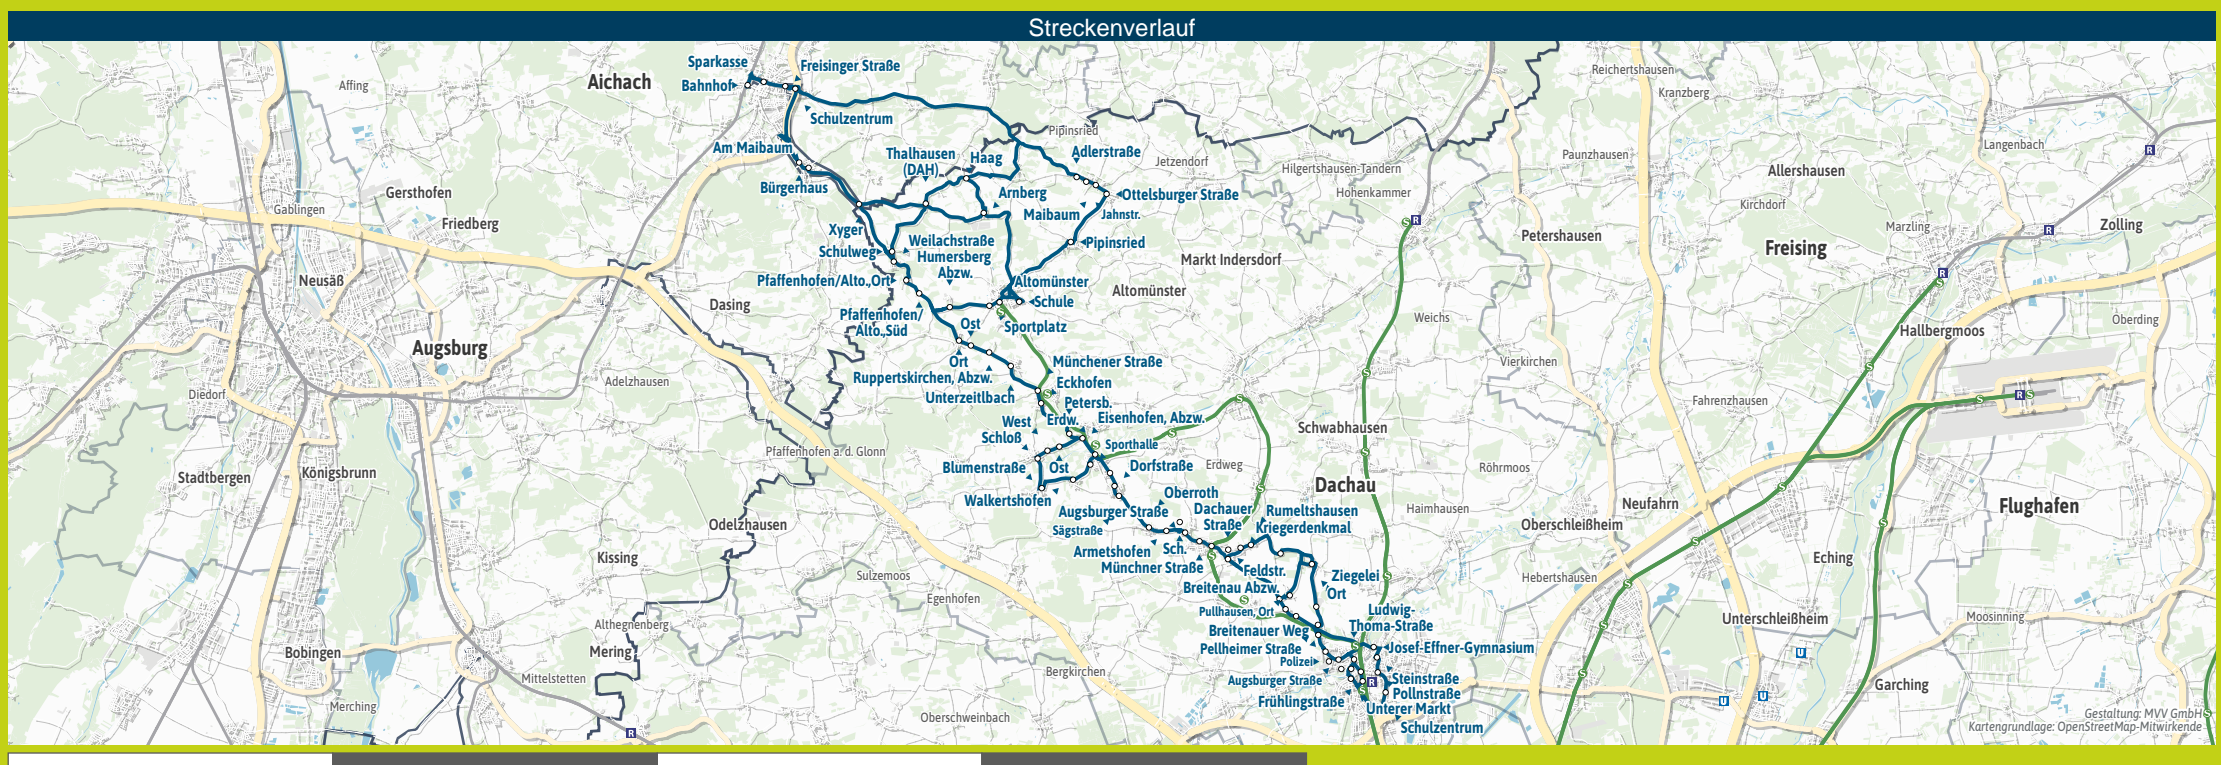 Streckenverlauf
Sparkasse
Bahnhof
Freisinger Straße
Aichach
Affing
Schulzentrum
Reichertshausen
Kranzberg
Pipinsried
Am Maibaum
Thalhausen
(DAH)
Haag
Adlerstraße
Jetzendorf
Hilgertshausen-Tandern
Paunzhausen
Langenbach
Allershausen
Bürgerhaus
Arnberg
Ottelsburger Straße
Hohenkammer
Gersthofen
Gablingen
Friedberg
Maibaum
Jahnstr.
Kirchdorf
Marzling
Zolling
Xyger
Schulweg
Weilachstraße
Humersberg
Abzw.
Pipinsried
Petershausen
Freising
Markt Indersdorf
Neusäß
Pfaffenhofen/Alto.,Ort
Altomünster
Schule
Altomünster
Dasing
Pfaffenhofen/
Alto.,Süd
Ost
Sportplatz
Weichs
Hallbergmoos
Oberding
Augsburg
Ort
Ruppertskirchen, Abzw.
Unterzeitlbach
Münchener Straße
Eckhofen
Petersb.
Vierkirchen
Adelzhausen
Diedorf
West
Erdw.
Eisenhofen, Abzw.
Fahrenzhausen
Schloß
Sporthalle
Schwabhausen
Pfaffenhofen a. d. Glonn
Blumenstraße
Ost
Dorfstraße
Erdweg
Röhrmoos
Stadtbergen
Königsbrunn
Walkertshofen
Oberroth
Dachau
Neufahrn
Flughafen
Augsburger Straße
Sägstraße
Dachauer
Straße
Rumeltshausen
Kriegerdenkmal
Haimhausen
Oberschleißheim
Odelzhausen
Kissing
Armetshofen
Sch.
Münchner Straße
Eching
Sulzemoos
Feldstr.
Ziegelei
Ort
Hebertshausen
Breitenau Abzw.
Egenhofen
Pullhausen, Ort
Ludwig-
Thoma-Straße
Althegnenberg
Unterschleißheim
Moosinning
Breitenauer Weg
Pellheimer Straße
Josef-Effner-Gymnasium
Bobingen
Mering
Polizei
Bergkirchen
Mittelstetten
Augsburger Straße
Steinstraße
Pollnstraße
Garching
Merching
Oberschweinbach
Frühlingstraße
Unterer Markt
Schulzentrum
Gestaltung: MVV GmbH
Kartengrundlage: OpenStreetMap-Mitwirkende